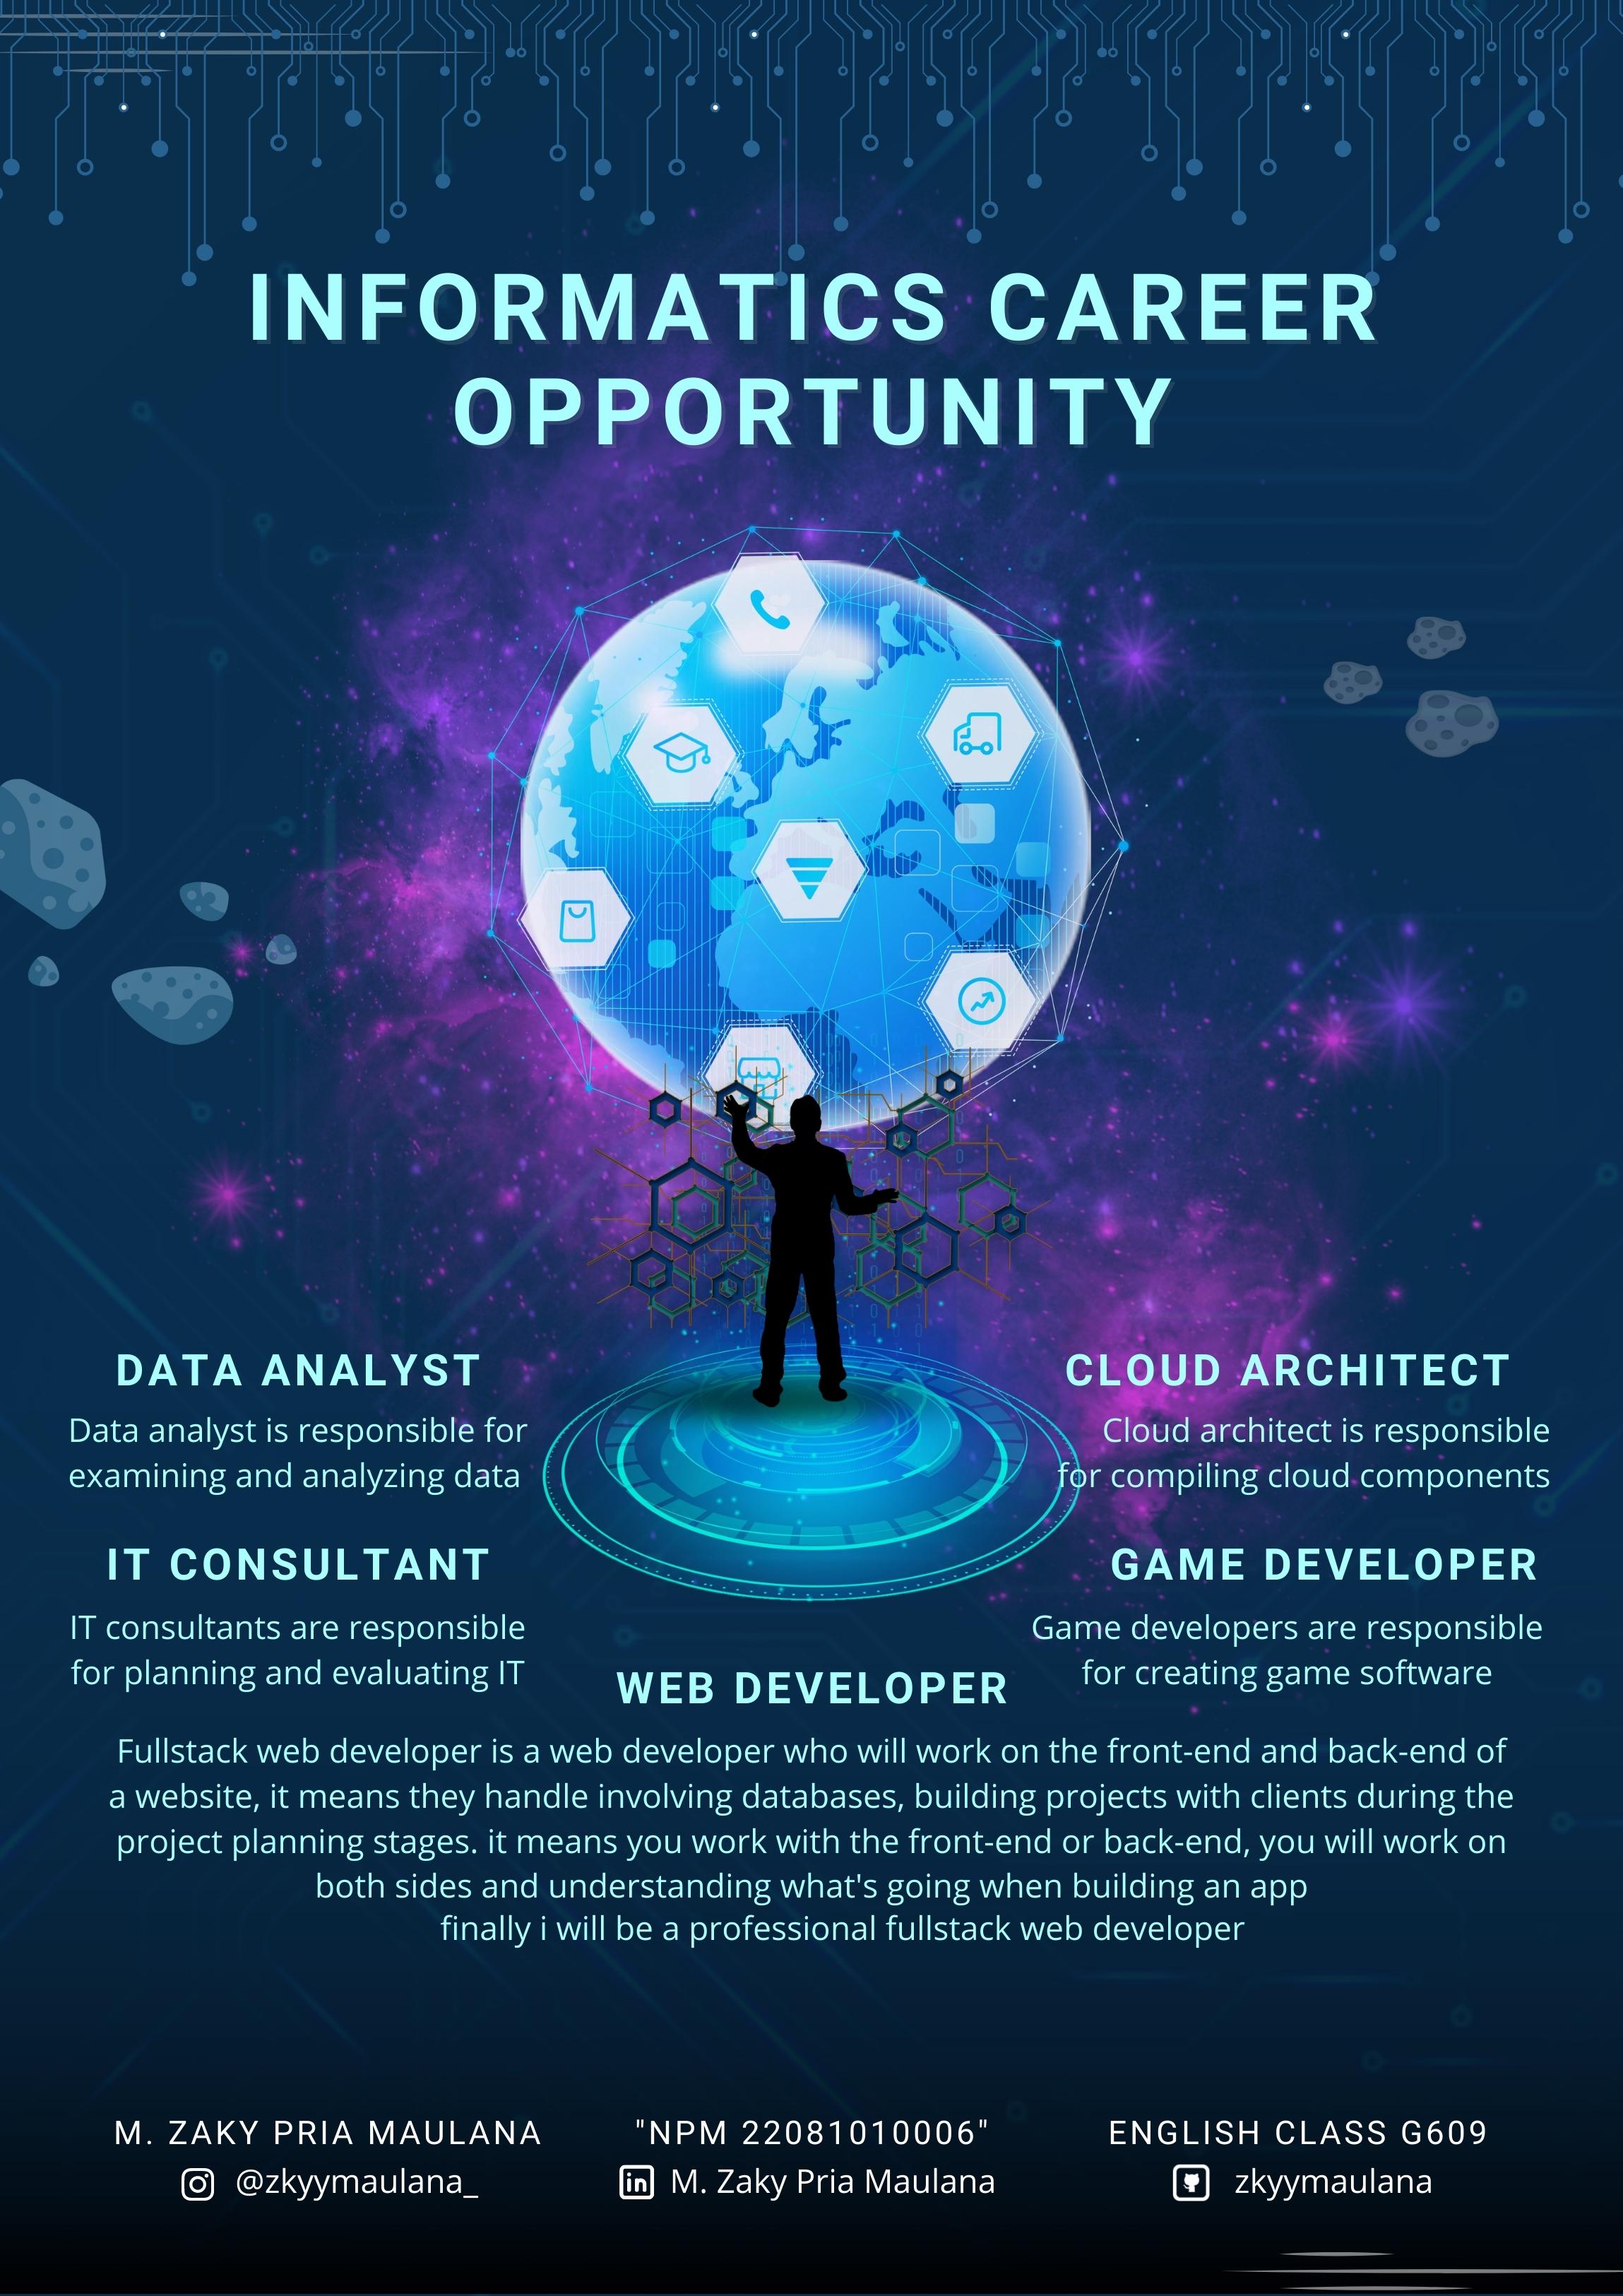 INFORMATICS CAREER
OPPORTUNITY
DATA ANALYST
Data analyst is responsible for
examining and analyzing data
CLOUD ARCHITECT
Cloud architect is responsible
for compiling cloud components
IT CONSULTANT
IT consultants are responsible
for planning and evaluating IT
GAME DEVELOPER
Game developers are responsible
for creating game software
WEB DEVELOPER
Fullstack web developer is a web developer who will work on the front-end and back-end of
a website, it means they handle involving databases, building projects with clients during the
project planning stages. it means you work with the front-end or back-end, you will work on
both sides and understanding what's going when building an app
finally i will be a professional fullstack web developer
M. ZAKY PRIA MAULANA
@zkyymaulana_
"NPM 22081010006"
in M. Zaky Pria Maulana
ENGLISH CLASS G609
zkyymaulana